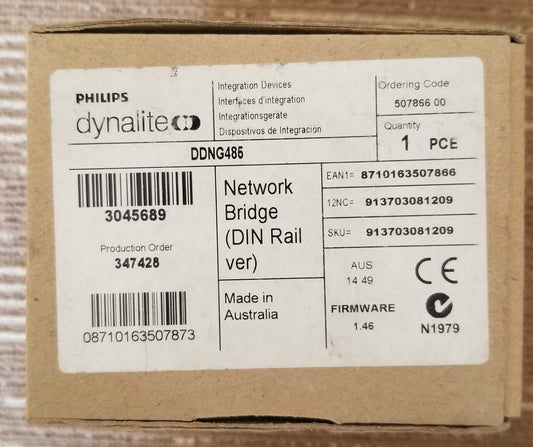 PHILIPS
dynalite
Integration Devices
Interfaces d'intégration
Integrationsgeräte
Dispositivos de Integración
Ordering Code
507866 00
Quantity
1 PCE
DDNG485
3045689
Production Order
347428
08710163507873
Network
Bridge
(DIN Rail
ver)
Made in
Australia
EAN1= 8710163507866
12NC= 913703081209
SKU= 913703081209
AUS
14 49
CE
FIRMWARE
1.46
N1979